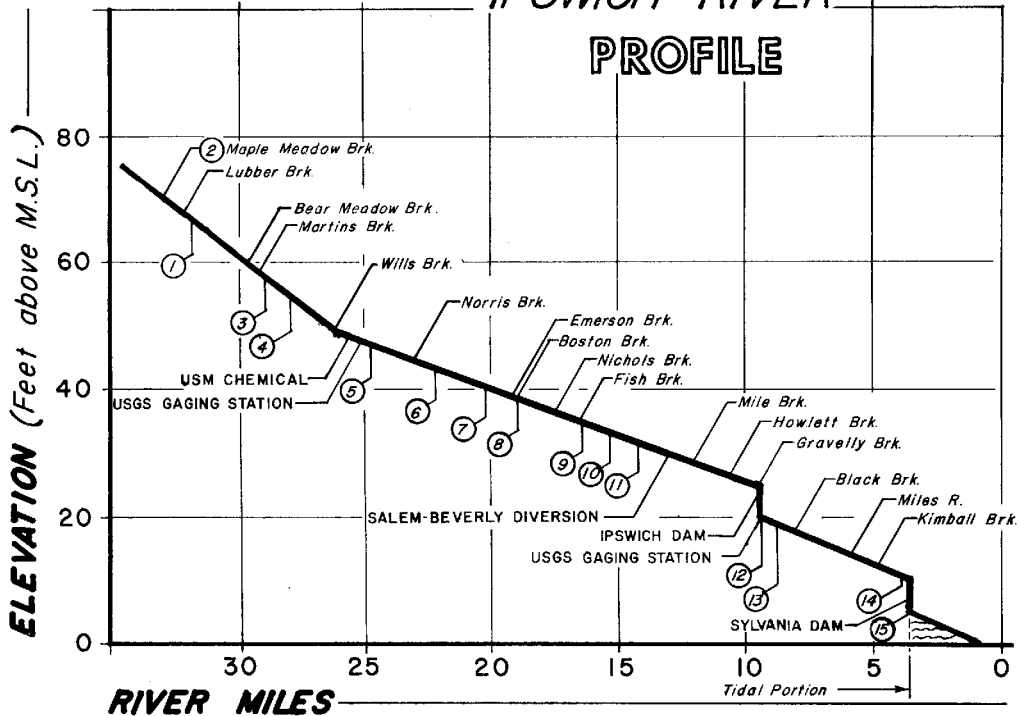 IPSWICH RIVER
PROFILE
ELEVATION (Feet above M.S.L.)
80
60
40
20
0
② Maple Meadow Brk.
Lubber Brk.
Bear Meadow Brk.
Martins Brk.
①
Wills Brk.
③
④
Norris Brk.
Emerson Brk.
Boston Brk.
Nichols Brk.
Fish Brk.
USM CHEMICAL
USGS GAGING STATION
⑤
⑥
⑦
⑧
Mile Brk.
Howlett Brk.
Gravelly Brk.
⑨
⑩
⑪
Black Brk.
Miles R.
Kimball Brk.
SALEM-BEVERLY DIVERSION
IPSWICH DAM
USGS GAGING STATION
⑫
⑬
⑭
SYLVANIA DAM
⑮
30
25
20
15
10
5
0
Tidal Portion
RIVER MILES